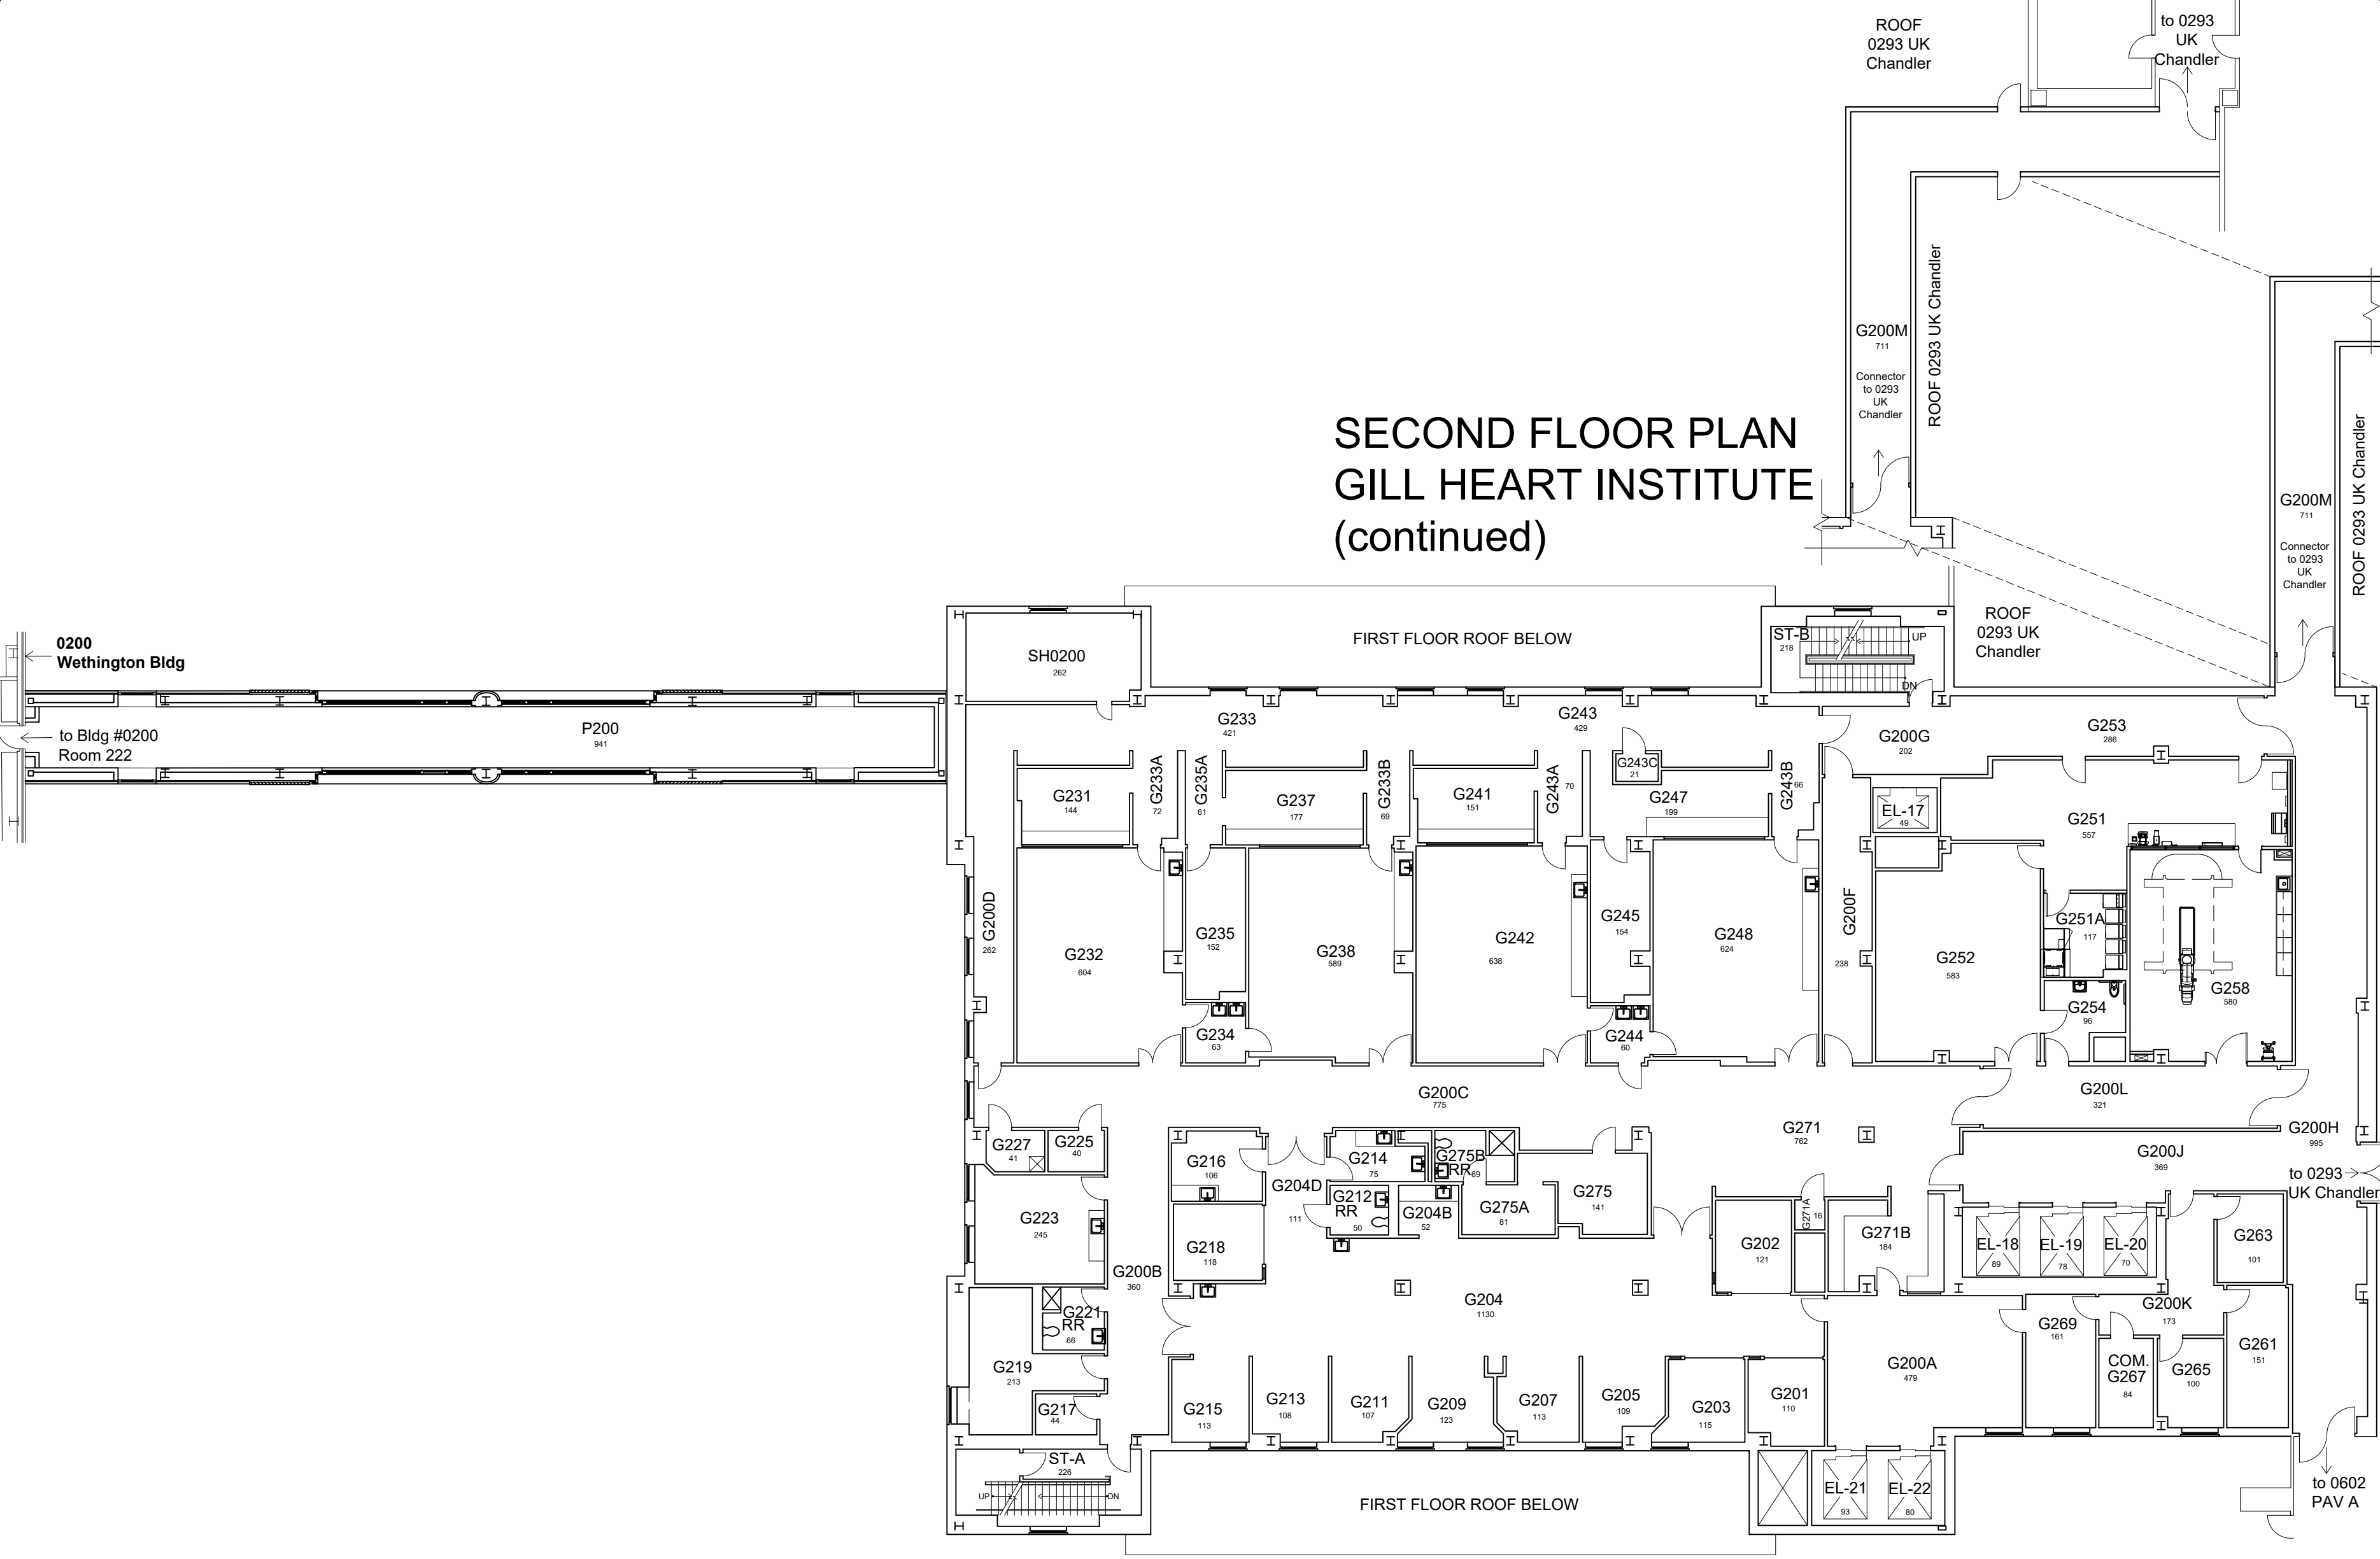 ROOF
0293 UK
Chandler
to 0293
UK
Chandler
ROOF 0293 UK Chandler
G200M
711
Connector
to 0293
UK
Chandler
SECOND FLOOR PLAN
GILL HEART INSTITUTE
(continued)
ROOF 0293 UK Chandler
G200M
711
Connector
to 0293
UK
Chandler
0200
Wethington Bldg
to Bldg #0200
Room 222
P200
941
SH0200
262
FIRST FLOOR ROOF BELOW
ST-B
218
UP
DN
ROOF
0293 UK
Chandler
G233
421
G243
429
G200G
202
G253
286
G231
144
G233A
72
G235A
61
G237
177
G233B
69
G241
151
G243A
70
G243C
21
G247
199
G243B
66
EL-17
49
G251
557
G200D
262
G232
604
G235
152
G238
589
G242
638
G245
154
G248
624
G200F
238
G252
583
G251A
117
G258
580
G254
96
G234
63
G244
60
G200C
775
G200L
321
G271
762
G200H
995
G200J
369
to 0293
UK Chandler
G227
41
G225
40
G216
106
G204D
111
G214
75
G275B
RR
69
G212
RR
50
G204B
52
G275A
81
G275
141
G223
245
G218
118
G200B
360
G202
121
G271A
16
G271B
184
EL-18
89
EL-19
78
EL-20
70
G263
101
G204
1130
G221
RR
66
G200K
173
G269
161
G261
151
G219
213
G217
44
G200A
479
COM.
G267
84
G265
100
G215
113
G213
108
G211
107
G209
123
G207
113
G205
109
G203
115
G201
110
ST-A
226
UP
DN
FIRST FLOOR ROOF BELOW
EL-21
93
EL-22
80
to 0602
PAV A